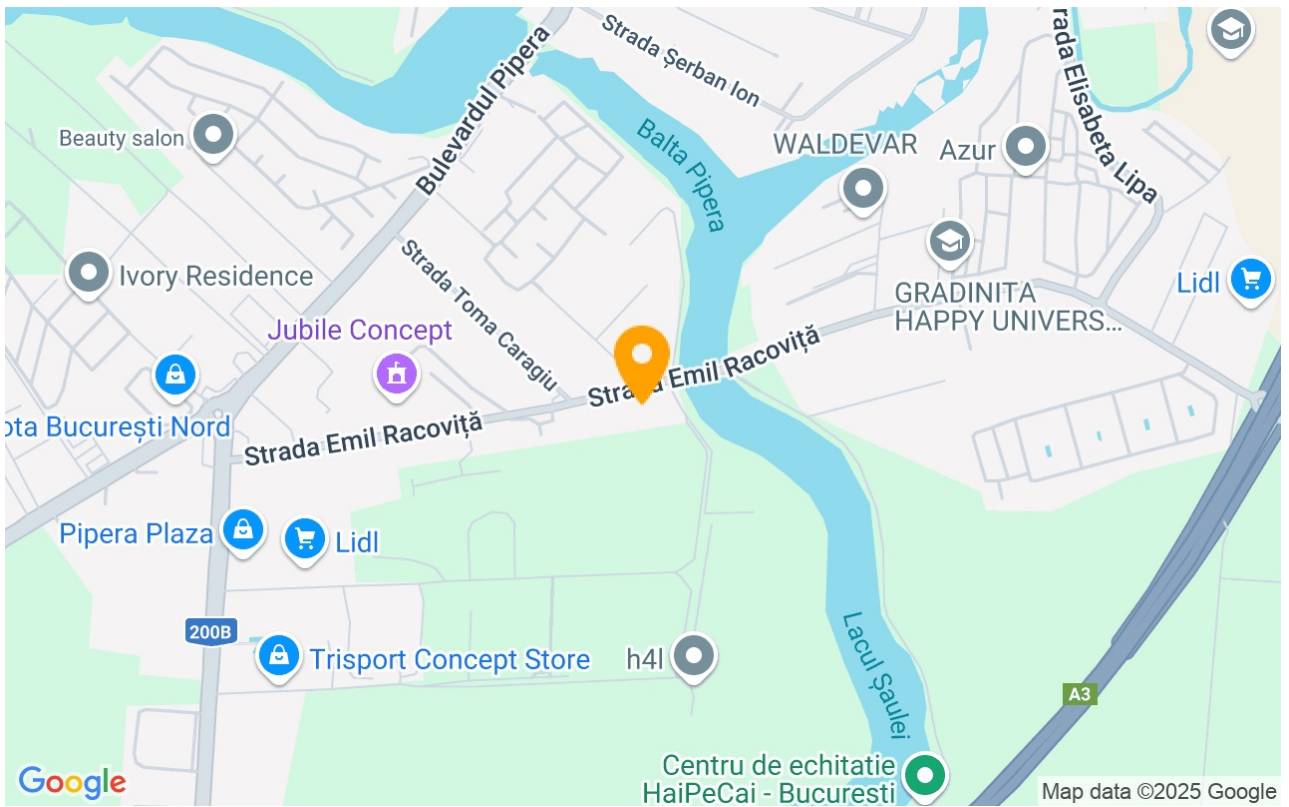 Strada Șerban Ion
rada Elisabeta Lipa
Bulevardul Pipera
Beauty salon
Balta Pipera
WALDEVAR
Azur
Ivory Residence
Strada Toma Caragiu
Lidl
GRADINITA
HAPPY UNIVERS...
Jubile Concept
Strada Emil Racoviță
ota București Nord
Strada Emil Racoviță
Pipera Plaza
Lidl
200B
Trisport Concept Store
h4l
Lacul Șaulei
A3
Centru de echitatie
HaiPeCai - Bucuresti
Google
Map data ©2025 Google